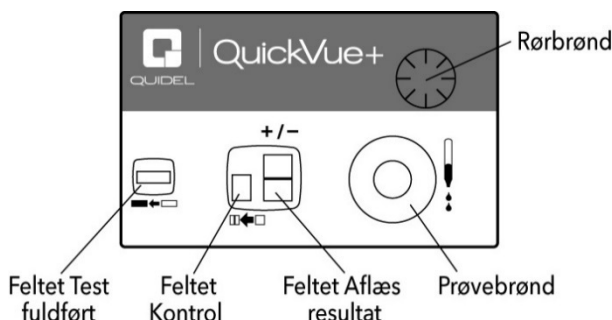 QUIDEL
QuickVue+
Rørbrønd
+/−
Feltet Test
fuldført
Feltet
Kontrol
Feltet Aflæs
resultat
Prøvebrønd